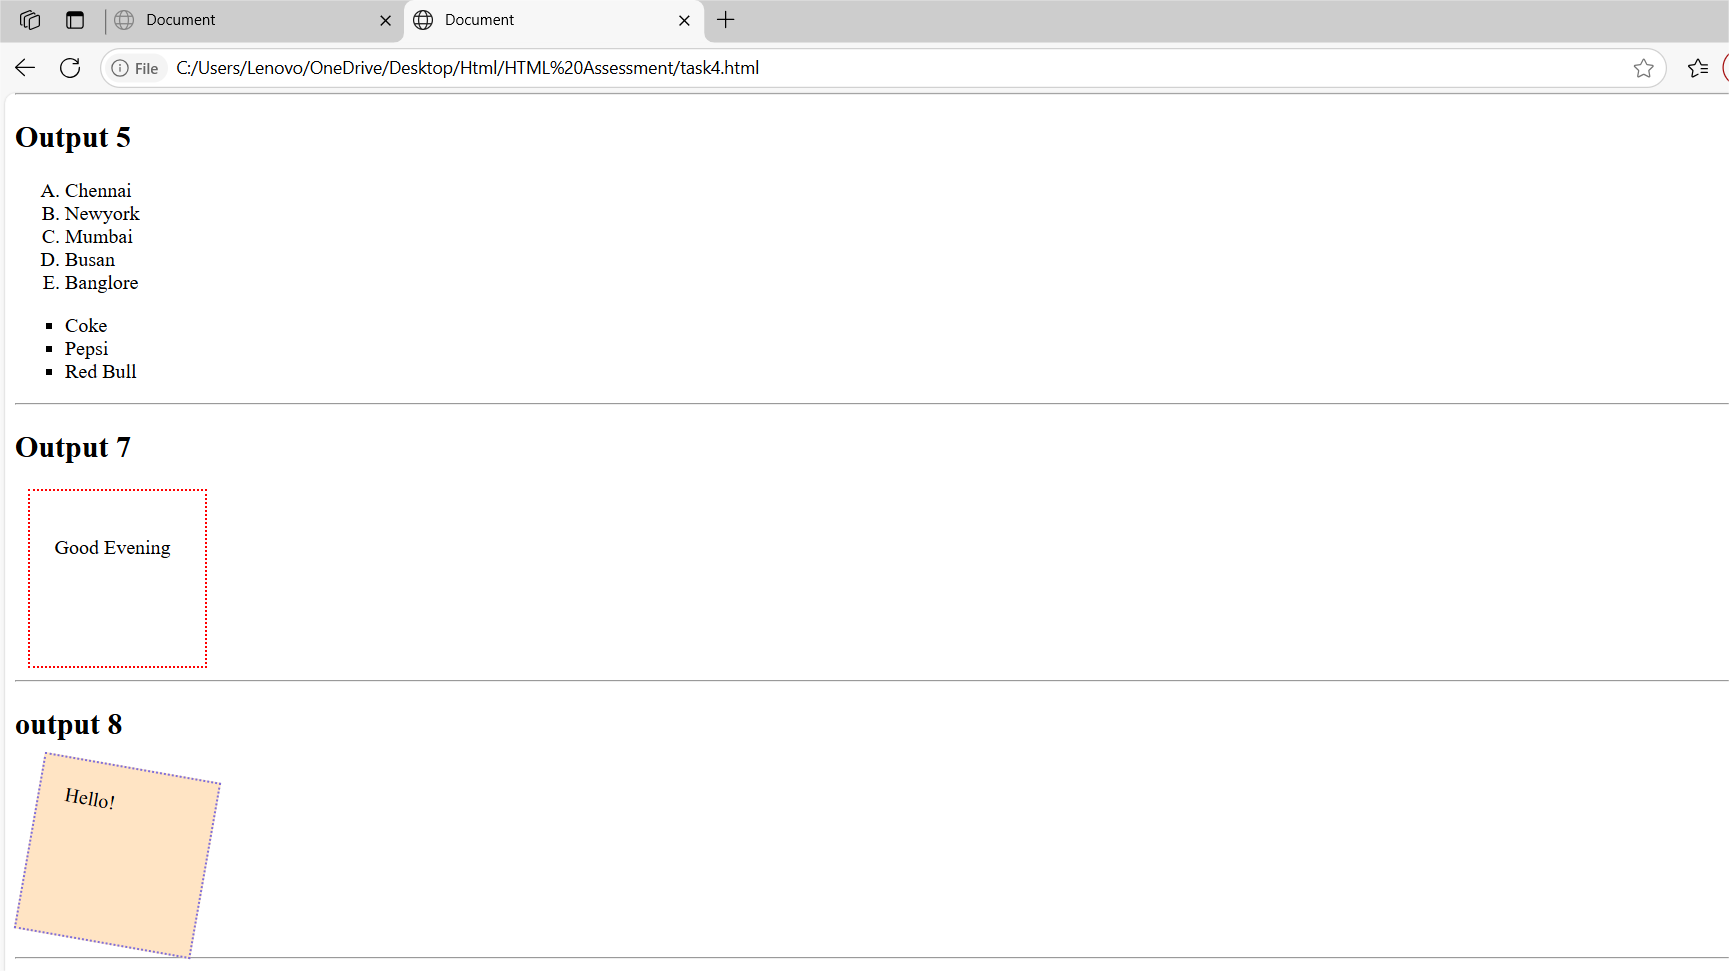 Document
Document
File C:/Users/Lenovo/OneDrive/Desktop/Html/HTML%20Assessment/task4.html
Output 5
A. Chennai
B. Newyork
C. Mumbai
D. Busan
E. Banglore
Coke
Pepsi
Red Bull
Output 7
Good Evening
output 8
Hello!